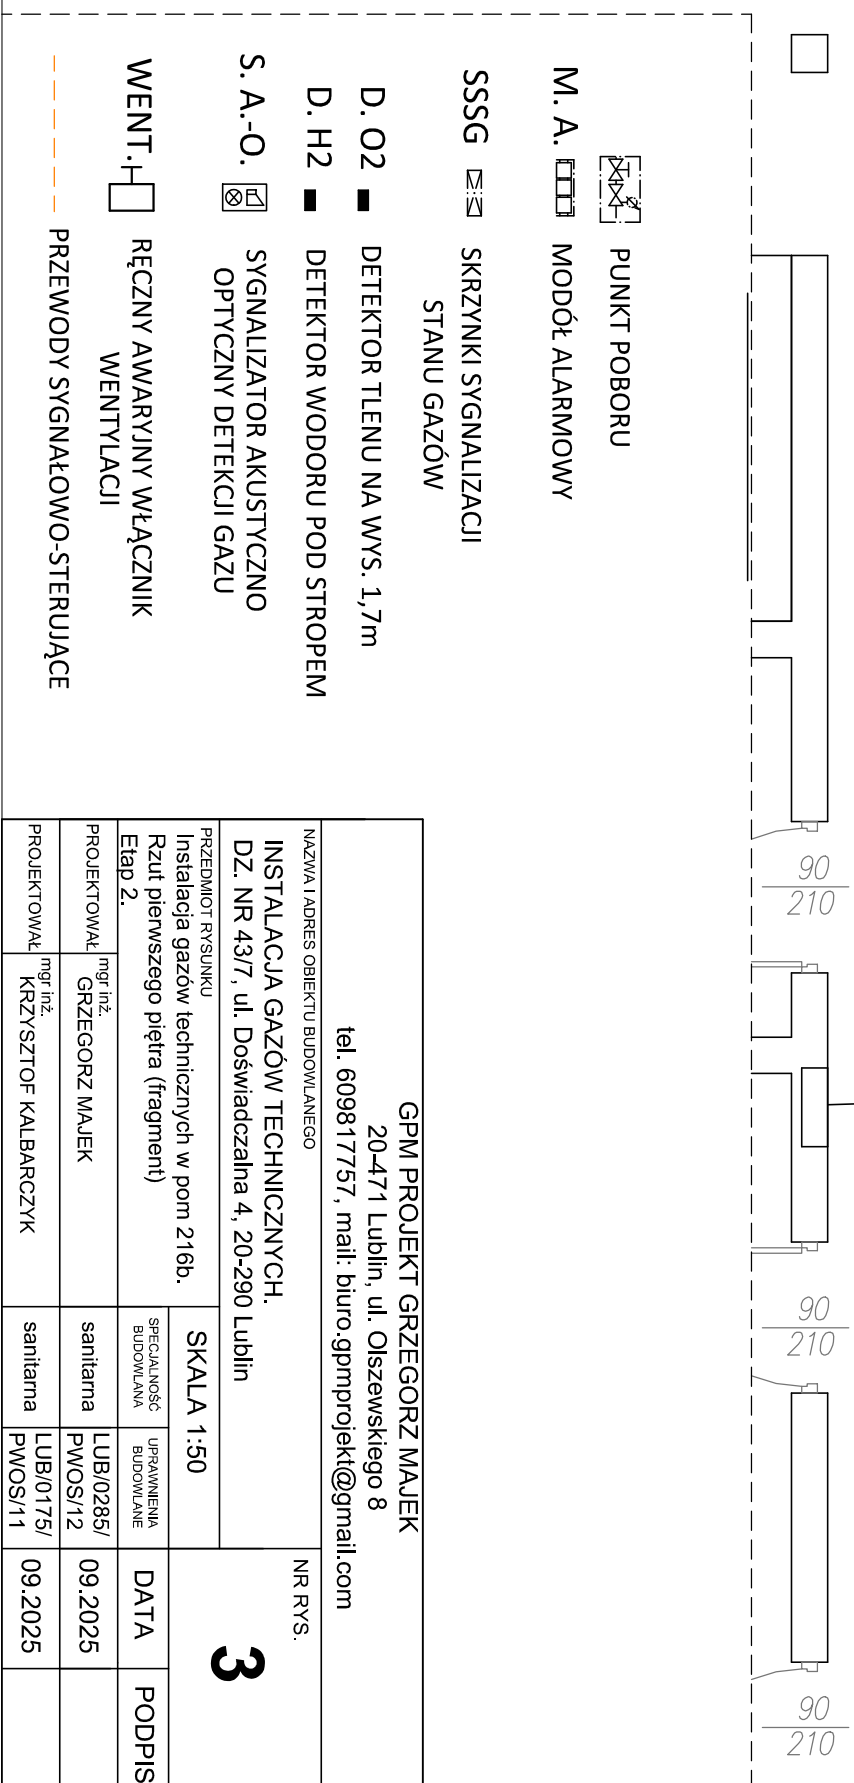 PUNKT POBORU
M. A. MODÓŁ ALARMOWY
SSSG SKRZYNKI SYGNALIZACJI
STANU GAZÓW
D. O2 DETEKTOR TLENU NA WYS. 1,7m
D. H2 DETEKTOR WODORU POD STROPEM
S. A.-O. SYGNALIZATOR AKUSTYCZNO
OPTYCZNY DETEKCJI GAZU
WENT. RĘCZNY AWARYJNY WŁĄCZNIK
WENTYLACJI
PRZEWODY SYGNAŁOWO-STERUJĄCE
90
210
90
210
90
210
GPM PROJEKT GRZEGORZ MAJEK
20-471 Lublin, ul. Olszewskiego 8
tel. 609817757, mail: biuro.gpmprojekt@gmail.com
NAZWA I ADRES OBIEKTU BUDOWLANEGO
INSTALACJA GAZÓW TECHNICZNYCH.
DZ. NR 43/7, ul. Doświadczalna 4, 20-290 Lublin
NR RYS.
3
PRZEDMIOT RYSUNKU
Instalacja gazów technicznych w pom 216b.
Rzut pierwszego piętra (fragment)
Etap 2.
SKALA 1:50
SPECJALNOŚĆ
BUDOWLANA
UPRAWNIENIA
BUDOWLANE
DATA
PODPIS
PROJEKTOWAŁ
mgr inż.
GRZEGORZ MAJEK
sanitarna
LUB/0285/
PWOS/12
09.2025
PROJEKTOWAŁ
mgr inż.
KRZYSZTOF KALBARCZYK
sanitarna
LUB/0175/
PWOS/11
09.2025